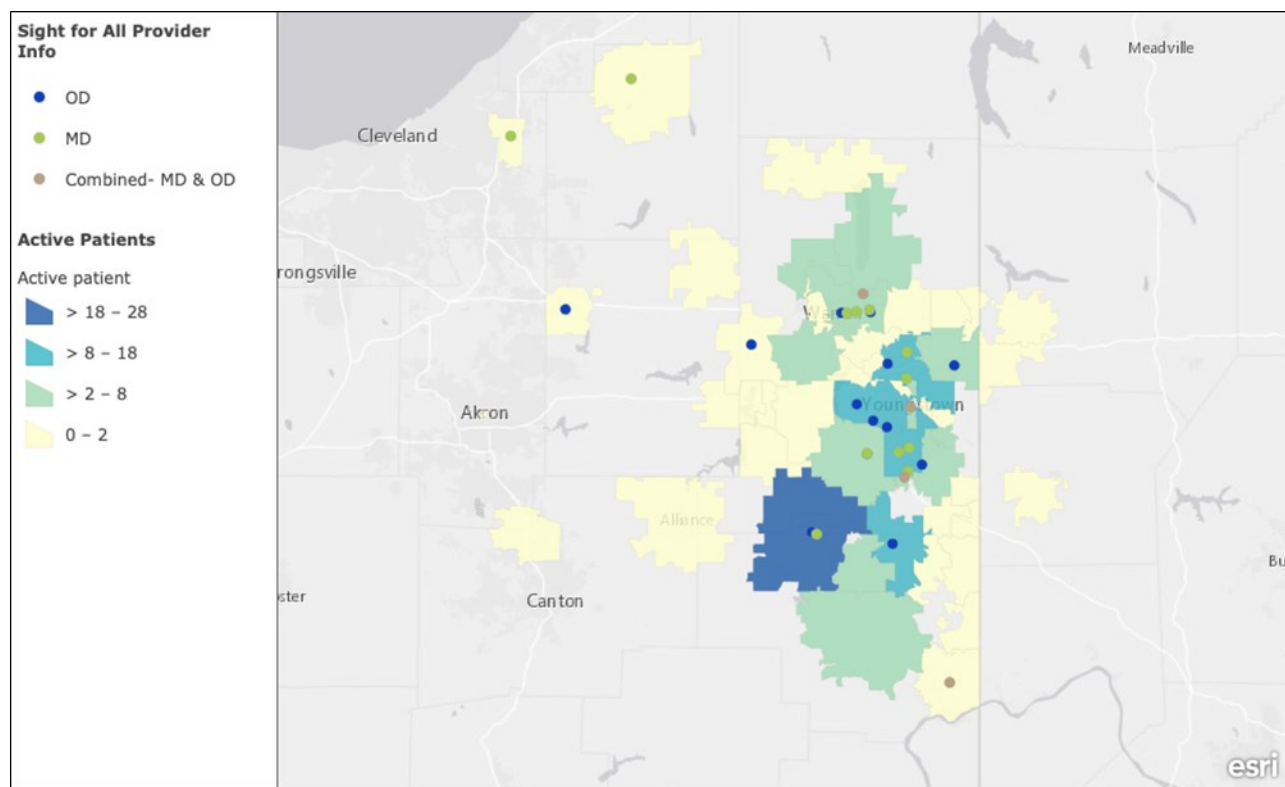 Sight for All Provider
Info
OD
MD
Combined- MD & OD
Active Patients
Active patient
> 18 – 28
> 8 – 18
> 2 – 8
0 – 2
Meadville
Cleveland
rongsville
Akron
Youngstown
Alliance
Canton
ster
Bu
esri